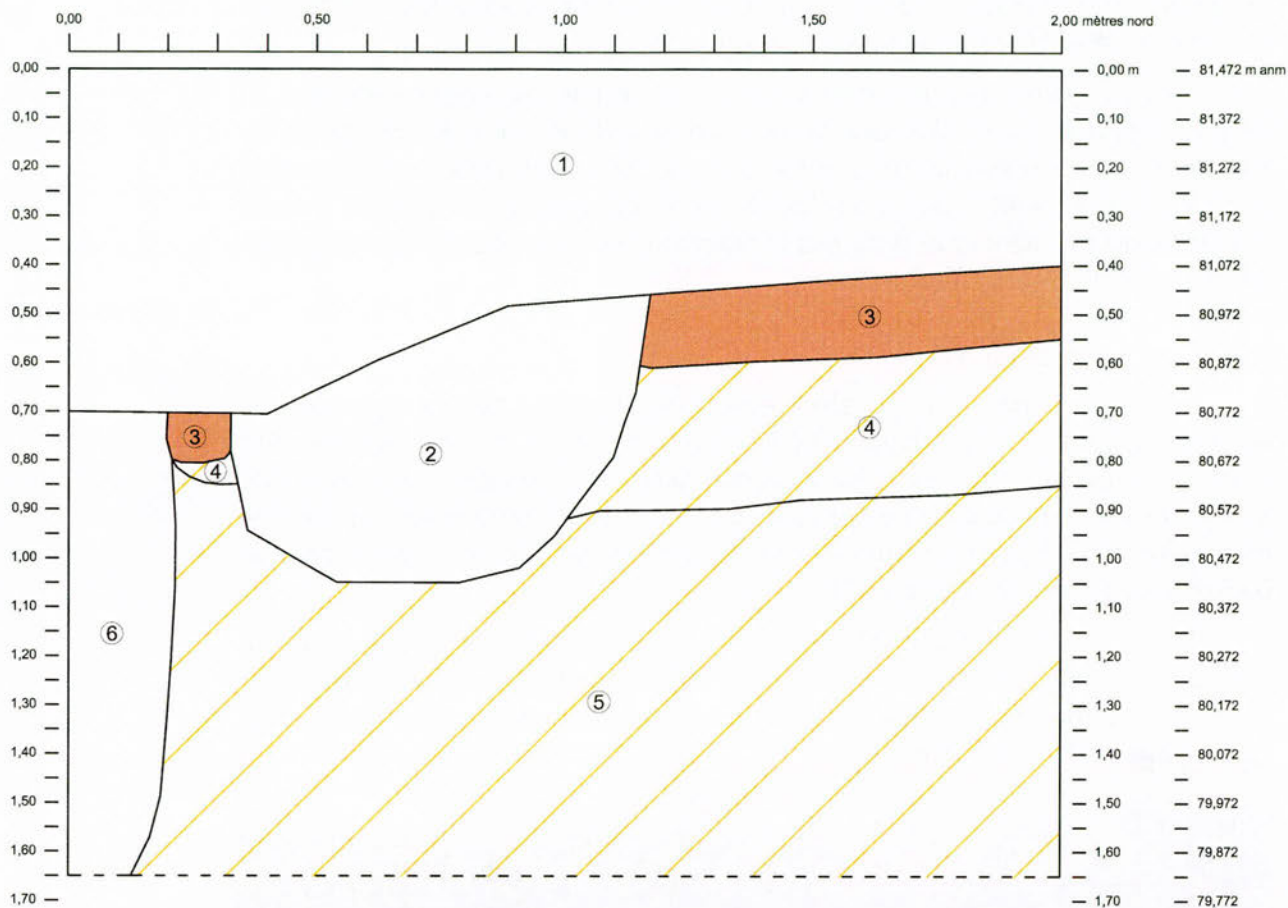 0,00 0,50 1,00 1,50 2,00 mètres nord
0,00 0,00 m 81,472 m anm
0,10 0,10 81,372
0,20 ① 0,20 81,272
0,30 0,30 81,172
0,40 0,40 81,072
0,50 ③ 0,50 80,972
0,60 0,60 80,872
0,70 0,70 80,772
③ ② ④
0,80 ④ 0,80 80,672
0,90 0,90 80,572
1,00 1,00 80,472
1,10 1,10 80,372
⑥
1,20 1,20 80,272
1,30 ⑤ 1,30 80,172
1,40 1,40 80,072
1,50 1,50 79,972
1,60 1,60 79,872
1,70 1,70 79,772